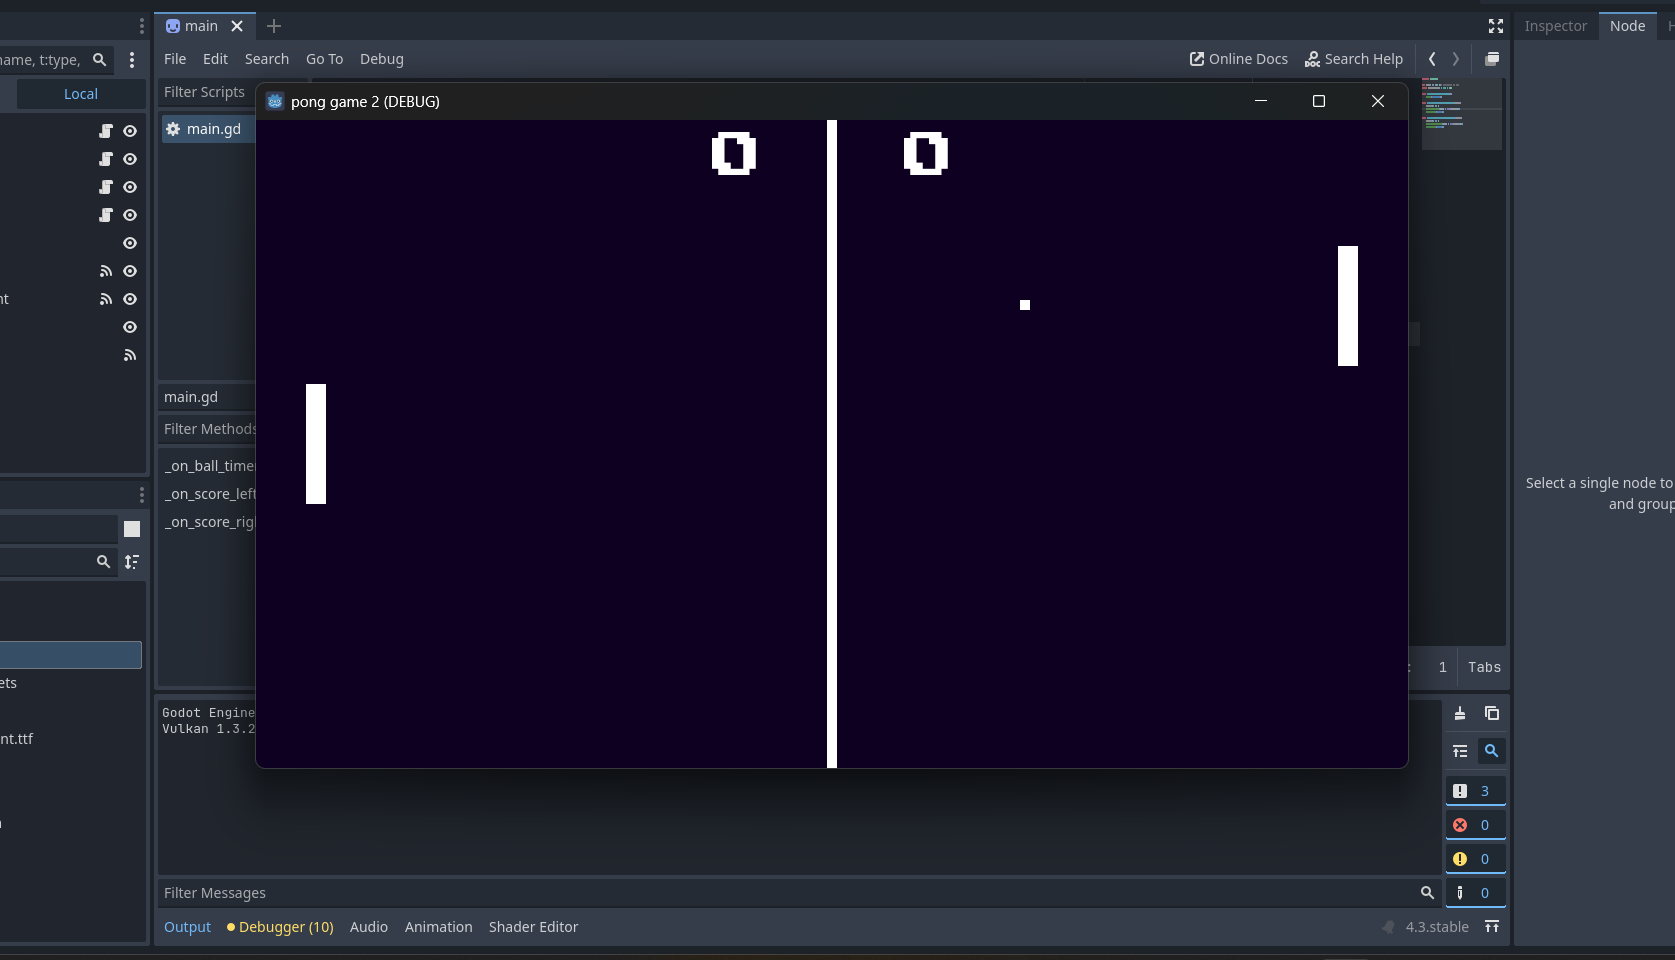 main
Inspector
Node
H
File Edit Search Go To Debug
Online Docs
Search Help
name, t:type,
Filter Scripts
Local
pong game 2 (DEBUG)
main.gd
0 0
nt
main.gd
Filter Methods
_on_ball_timer
_on_score_left
_on_score_righ
Select a single node to
and group
ets
: 1 Tabs
Godot Engine
Vulkan 1.3.2
nt.ttf
3
0
0
Filter Messages
0
Output
Debugger (10)
Audio
Animation
Shader Editor
4.3.stable